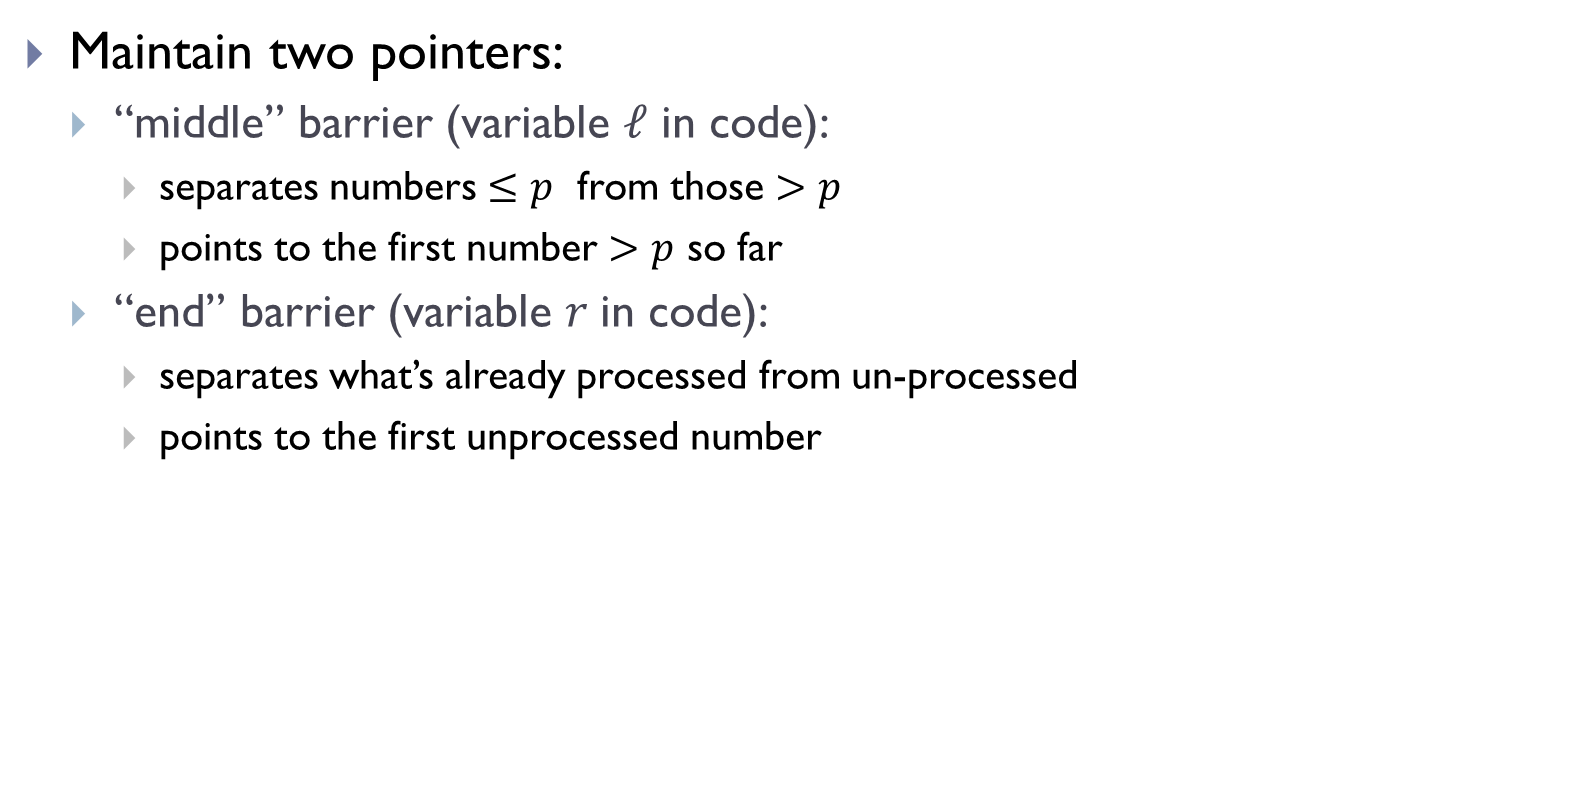 Maintain two pointers:
“middle” barrier (variable ℓ in code):
separates numbers ≤ p from those > p
points to the first number > p so far
“end” barrier (variable r in code):
separates what’s already processed from un-processed
points to the first unprocessed number